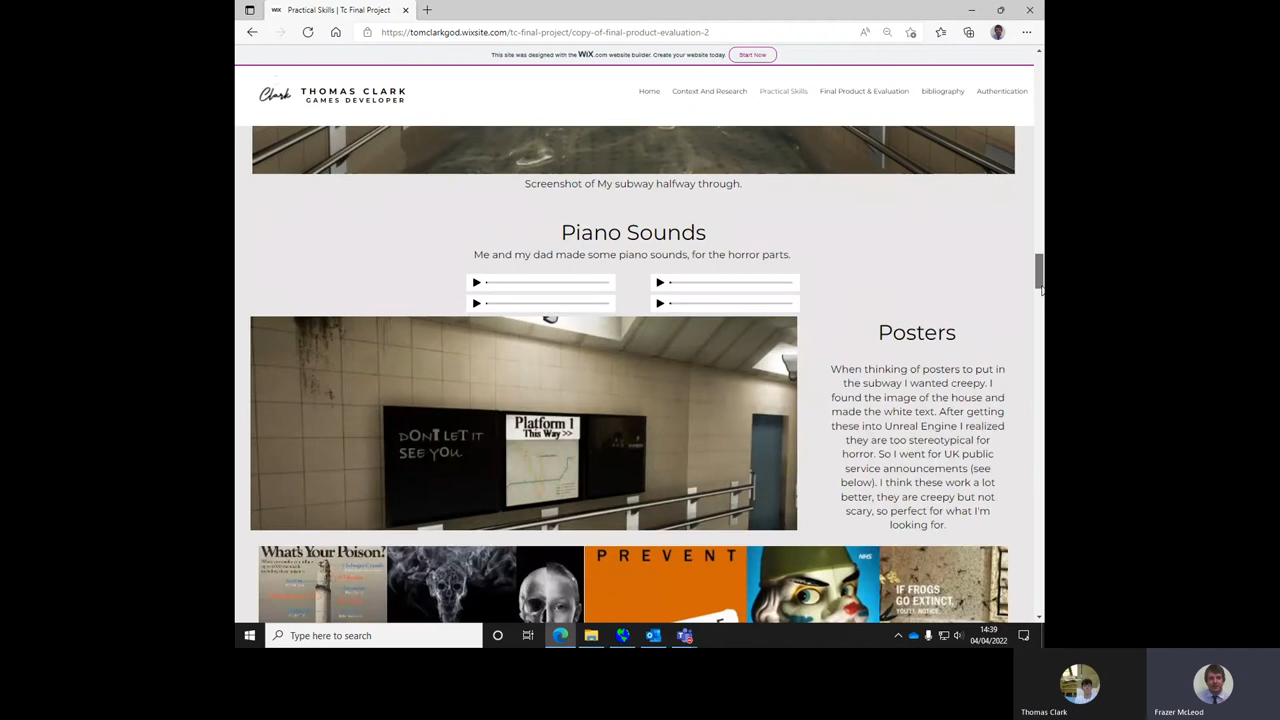 Practical Skills | Tc Final Project
https://tomclarkgod.wixsite.com/tc-final-project/copy-of-final-product-evaluation-2
This site was designed with the WiX.com website builder. Create your website today. Start Now
Clark THOMAS CLARK
GAMES DEVELOPER
Home Context And Research Practical Skills Final Product & Evaluation bibliography Authentication
Screenshot of My subway halfway through.
Piano Sounds
Me and my dad made some piano sounds, for the horror parts.
DON'T LET IT
SEE YOU
Platform 1
This Way >>
Posters
When thinking of posters to put in
the subway I wanted creepy. I
found the image of the house and
made the white text. After getting
these into Unreal Engine I realized
they are too stereotypical for
horror. So I went for UK public
service announcements (see
below). I think these work a lot
better, they are creepy but not
scary, so perfect for what I'm
looking for.
What's Your Poison?
PREVENT
NHS
IF FROGS
GO EXTINCT,
YOU'LL NOTICE.
Type here to search
14:39
04/04/2022
Thomas Clark
Frazer McLeod